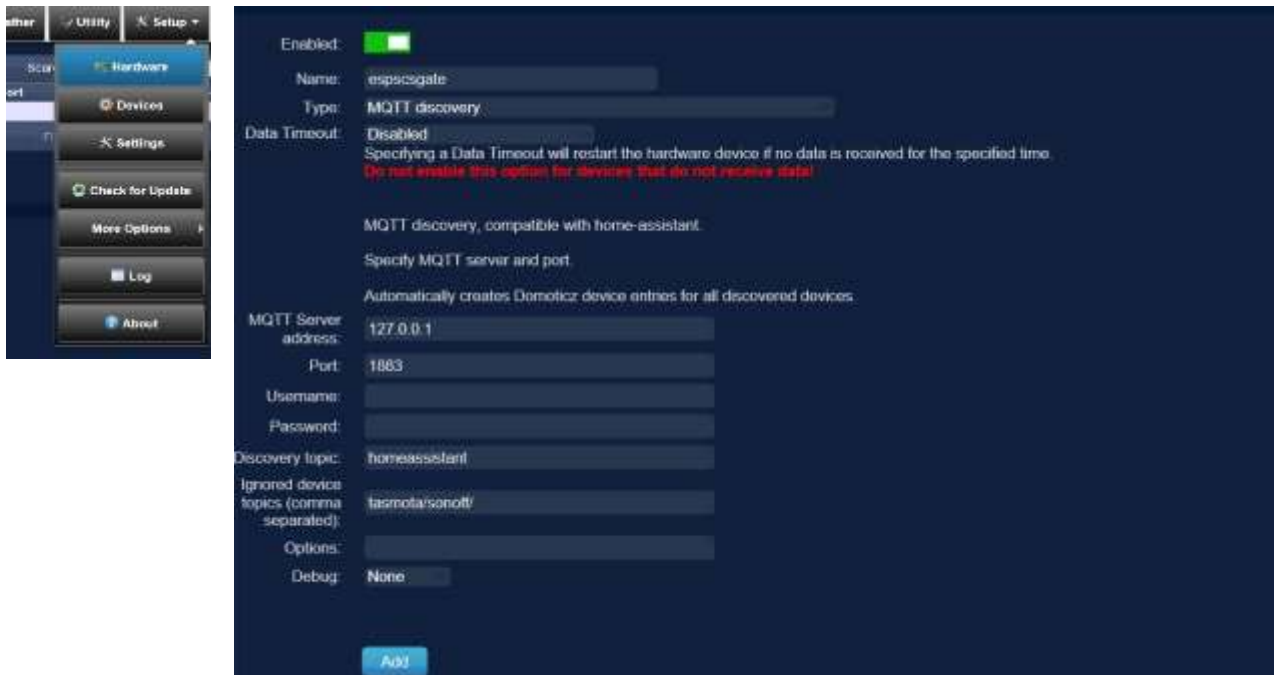 Utility
Setup
Hardware
Devices
Settings
Check for Update
More Options
Log
About
Enabled:
Name: espscsgate
Type: MQTT discovery
Data Timeout: Disabled
Specifying a Data Timeout will restart the hardware device if no data is received for the specified time.
Do not enable this option for devices that do not receive data!
MQTT discovery, compatible with home-assistant.
Specify MQTT server and port.
Automatically creates Domoticz device entries for all discovered devices.
MQTT Server
address: 127.0.0.1
Port: 1883
Username:
Password:
Discovery topic: homeassistant
Ignored device
topics (comma
separated): tasmota/sonoff/
Options:
Debug: None
Add